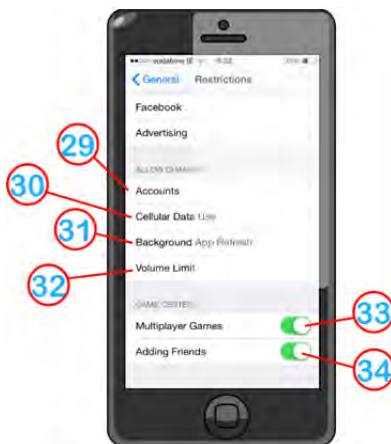 vodafone IE
General Restrictions
Facebook
Advertising
29
ALLOW CHANGES
Accounts
30
Cellular Data Use
31
Background App Refresh
Volume Limit
32
GAME CENTER
Multiplayer Games
33
Adding Friends
34